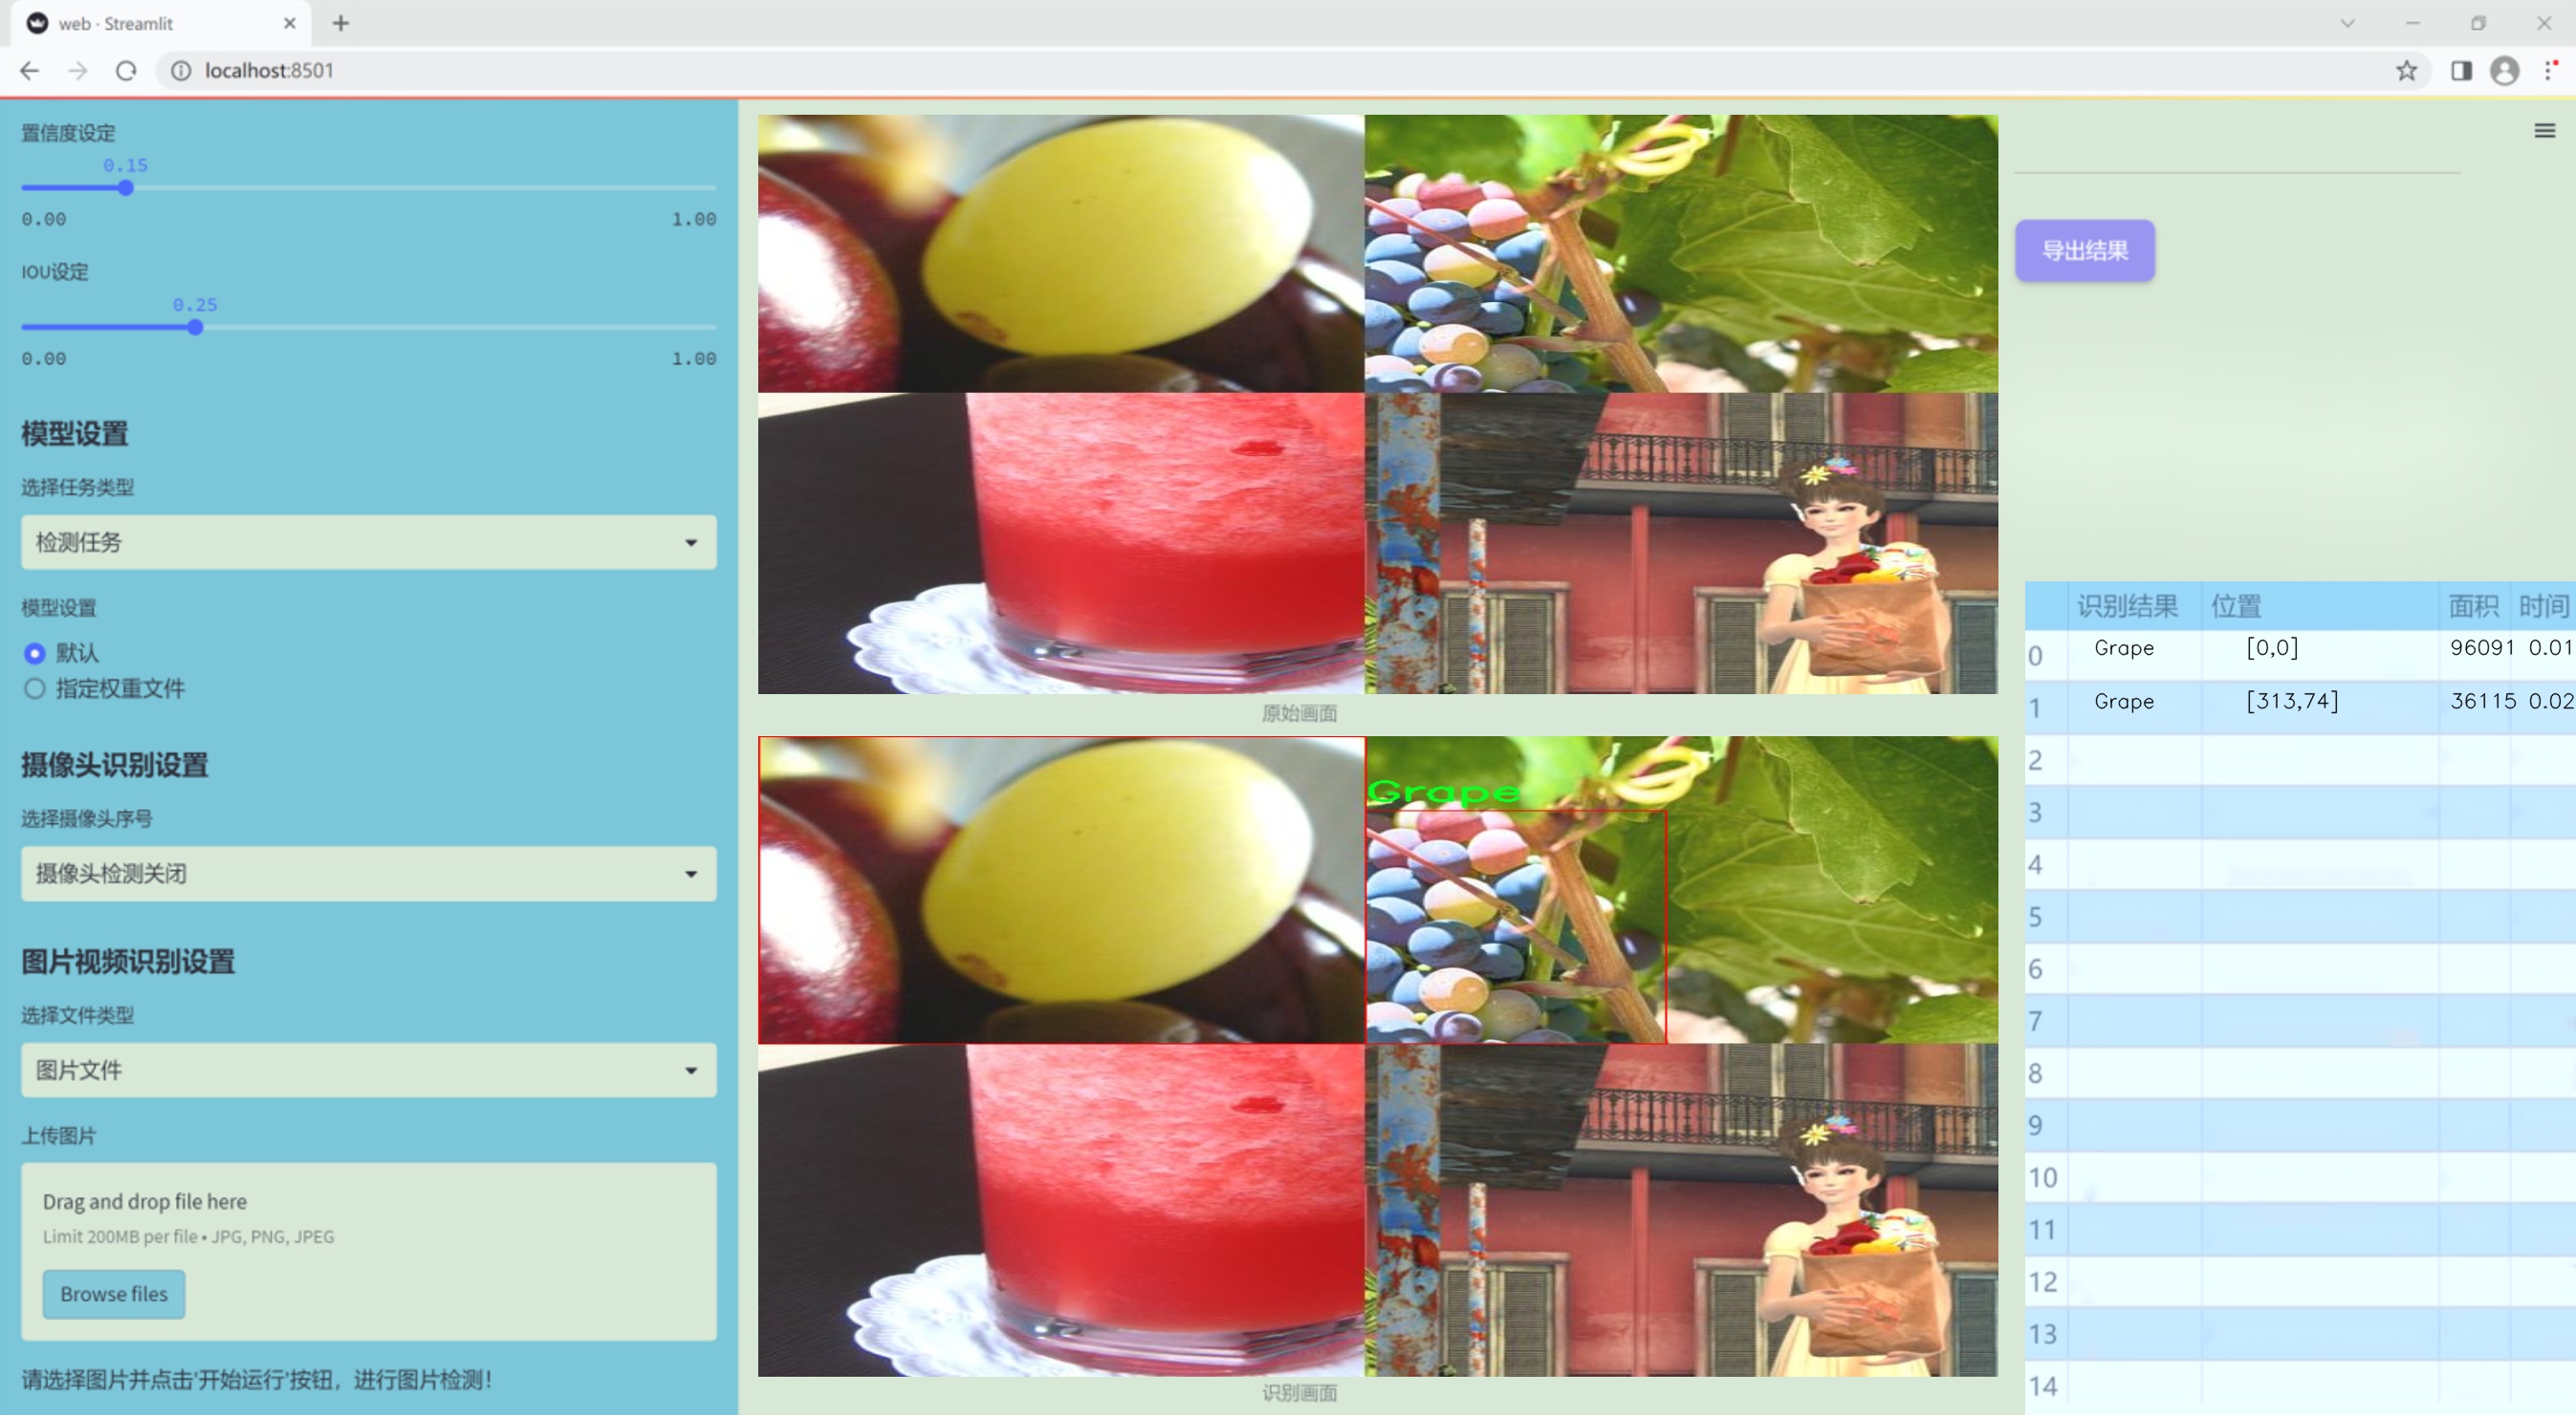 web · Streamlit
localhost:8501
置信度设定
0.15
0.00 1.00
IOU设定
0.25
0.00 1.00
模型设置
选择任务类型
检测任务
模型设置
默认
指定权重文件
摄像头识别设置
选择摄像头序号
摄像头检测关闭
图片视频识别设置
选择文件类型
图片文件
上传图片
Drag and drop file here
Limit 200MB per file • JPG, PNG, JPEG
Browse files
请选择图片并点击'开始运行'按钮，进行图片检测!
原始画面
Grape
识别画面
导出结果
识别结果 位置 面积 时间
0 Grape [0,0] 96091 0.01
1 Grape [313,74] 36115 0.02
2
3
4
5
6
7
8
9
10
11
12
13
14